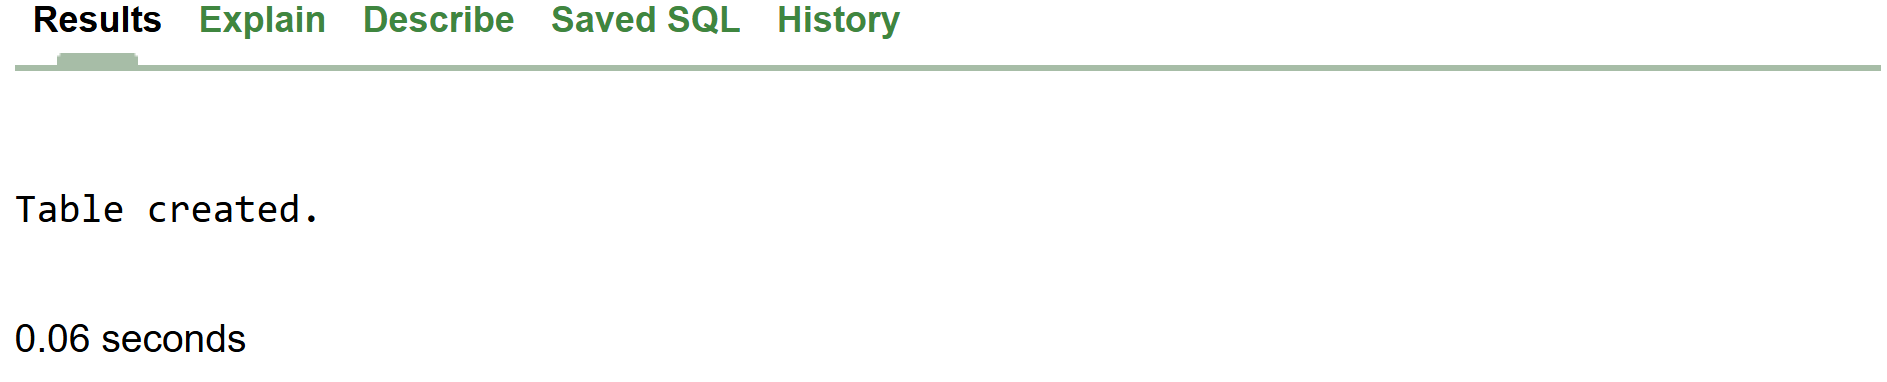 Results Explain Describe Saved SQL History
Table created.
0.06 seconds